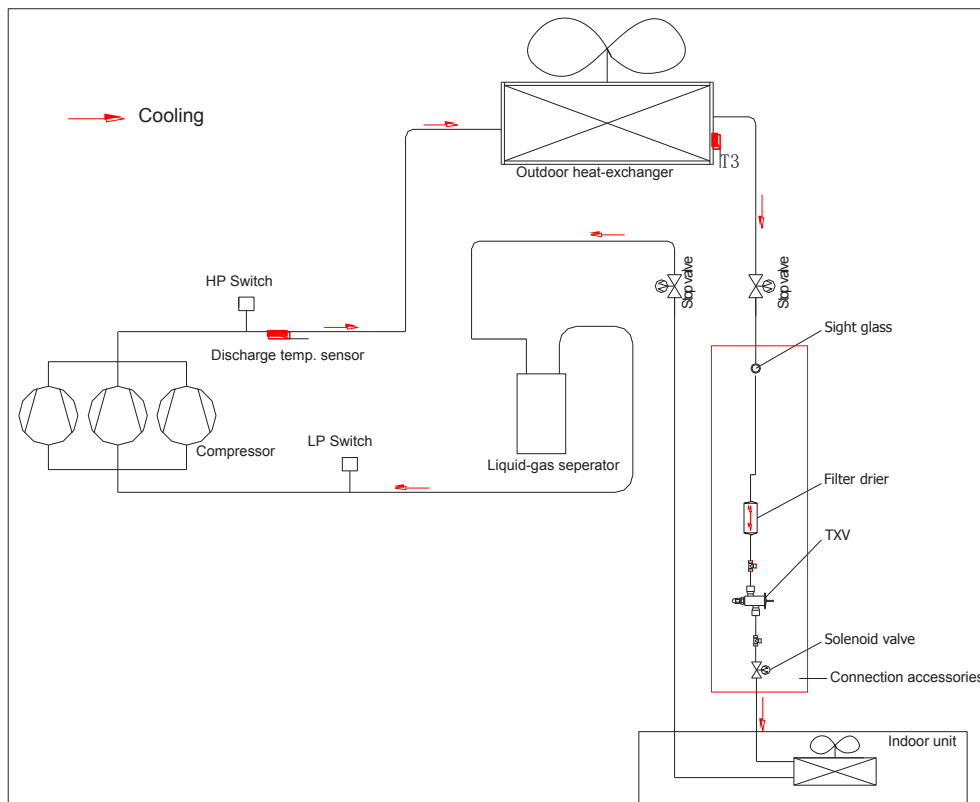 Cooling
T3
Outdoor heat-exchanger
HP Switch
Stop valve
Stop valve
Discharge temp. sensor
Sight glass
Compressor
LP Switch
Liquid-gas seperator
Filter drier
TXV
Solenoid valve
Connection accessories
Indoor unit